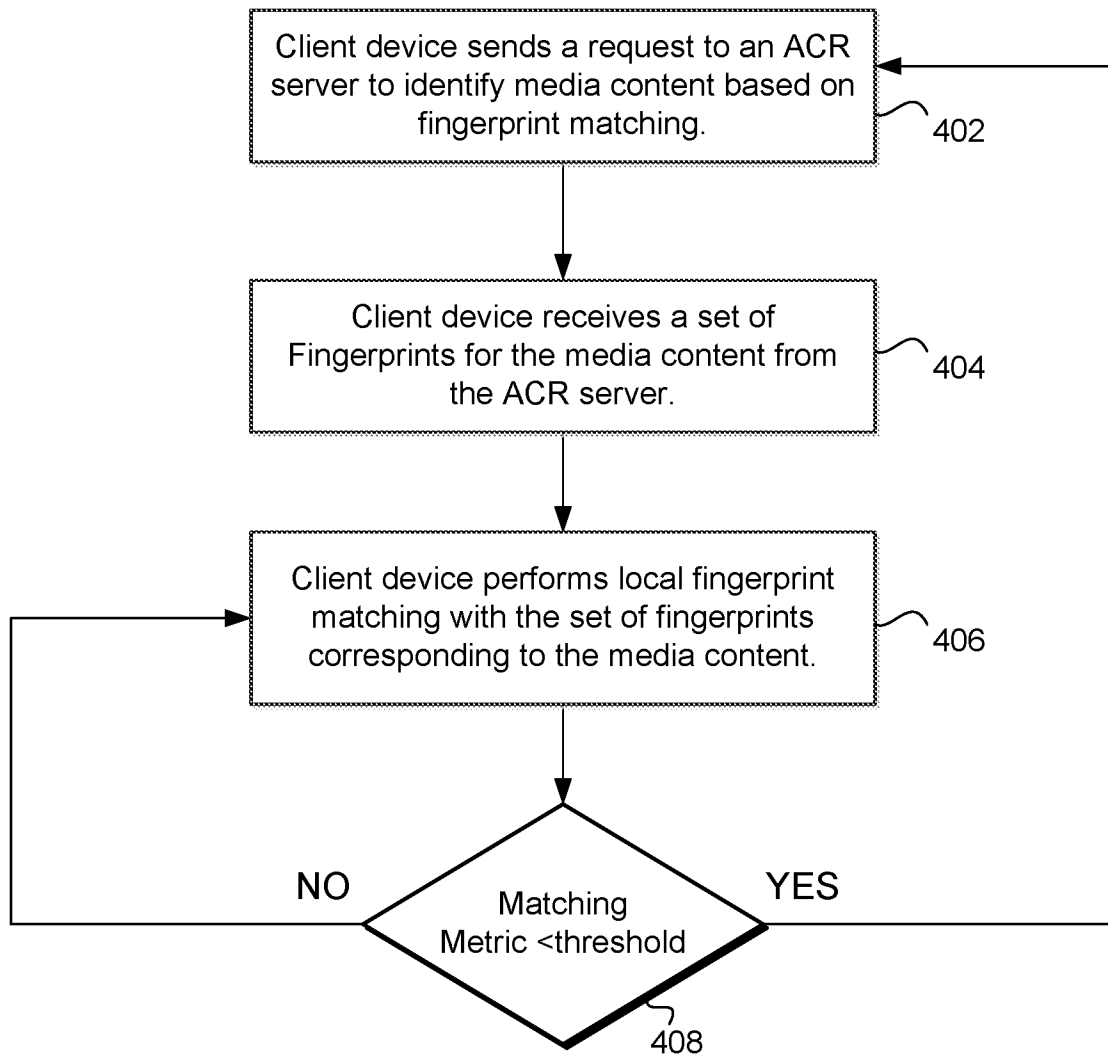 Client device sends a request to an ACR
server to identify media content based on
fingerprint matching.
402
Client device receives a set of
Fingerprints for the media content from
the ACR server.
404
Client device performs local fingerprint
matching with the set of fingerprints
corresponding to the media content.
406
NO
YES
Matching
Metric <threshold
408